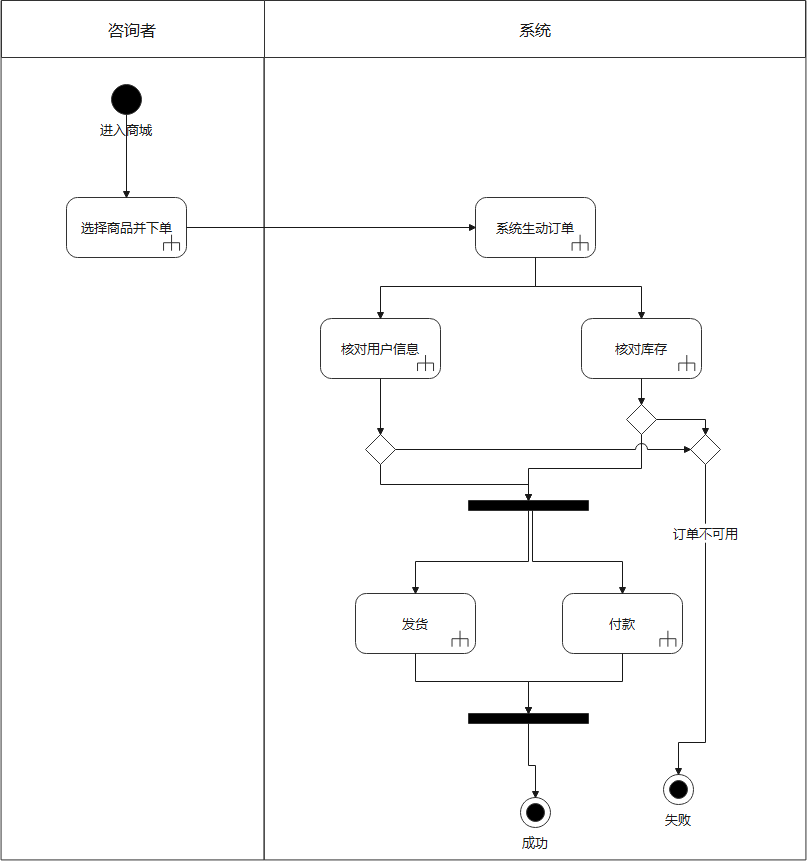 咨询者
系统
进入商城
选择商品并下单
系统生动订单
核对用户信息
核对库存
订单不可用
发货
付款
失败
成功